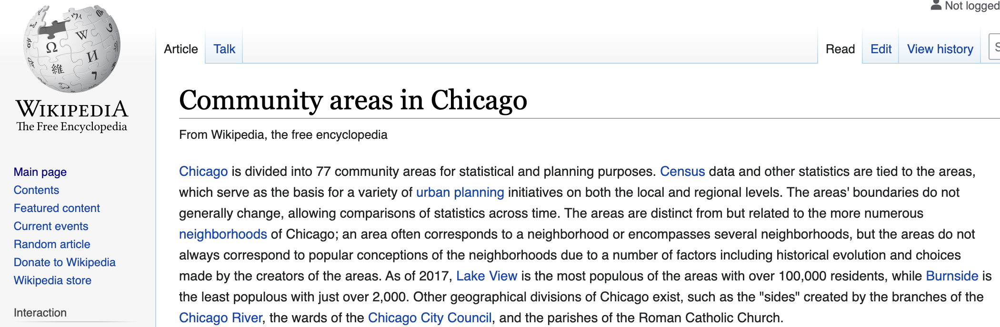 Not logged
Article
Talk
Read
Edit
View history
Ω
W
И
維
ウィ
WIKIPEDIA
The Free Encyclopedia
Main page
Contents
Featured content
Current events
Random article
Donate to Wikipedia
Wikipedia store
Interaction
Community areas in Chicago
From Wikipedia, the free encyclopedia
Chicago is divided into 77 community areas for statistical and planning purposes. Census data and other statistics are tied to the areas,
which serve as the basis for a variety of urban planning initiatives on both the local and regional levels. The areas' boundaries do not
generally change, allowing comparisons of statistics across time. The areas are distinct from but related to the more numerous
neighborhoods of Chicago; an area often corresponds to a neighborhood or encompasses several neighborhoods, but the areas do not
always correspond to popular conceptions of the neighborhoods due to a number of factors including historical evolution and choices
made by the creators of the areas. As of 2017, Lake View is the most populous of the areas with over 100,000 residents, while Burnside is
the least populous with just over 2,000. Other geographical divisions of Chicago exist, such as the "sides" created by the branches of the
Chicago River, the wards of the Chicago City Council, and the parishes of the Roman Catholic Church.